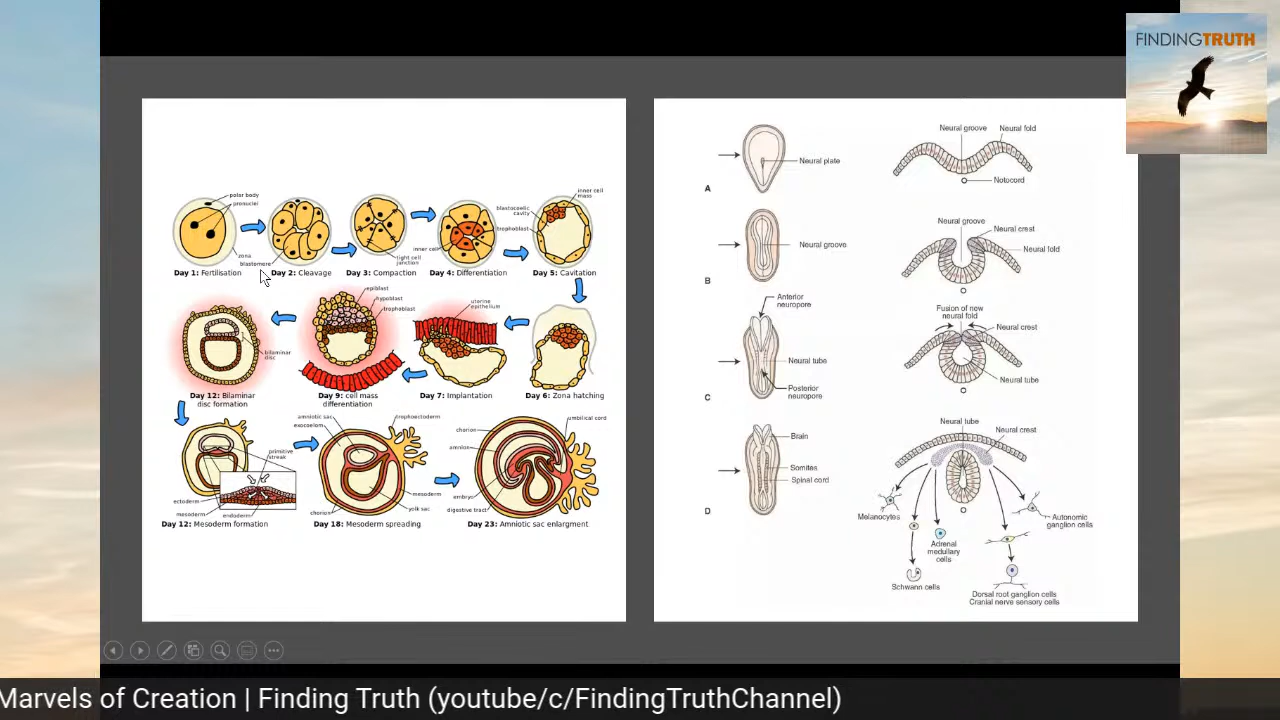 FINDINGTRUTH
polar body
pronuclei
zona
blastomere
Day 1: Fertilisation
Day 2: Cleavage
tight cell
junction
Day 3: Compaction
inner cell
Day 4: Differentiation
inner cell
mass
blastocoelic
cavity
trophoblast
Day 5: Cavitation
bilaminar
disc
Day 12: Bilaminar
disc formation
epiblast
hypoblast
trophoblast
Day 9: cell mass
differentiation
uterine
epithelium
Day 7: Implantation
Day 6: Zona hatching
primitive
streak
ectoderm
mesoderm
endoderm
Day 12: Mesoderm formation
amniotic sac
exocoelom
trophoectoderm
mesoderm
yolk sac
chorion
Day 18: Mesoderm spreading
umbilical cord
chorion
amnion
embryo
digestive tract
Day 23: Amniotic sac enlargment
Neural plate
A
Neural groove
Neural fold
Notocord
Neural groove
B
Neural groove
Neural crest
Neural fold
Anterior
neuropore
Neural tube
Posterior
neuropore
C
Fusion of new
neural fold
Neural crest
Neural tube
Brain
Somites
Spinal cord
D
Neural tube
Neural crest
Melanocytes
Adrenal
medullary
cells
Autonomic
ganglion cells
Schwann cells
Dorsal root ganglion cells
Cranial nerve sensory cells
Marvels of Creation | Finding Truth (youtube/c/FindingTruthChannel)